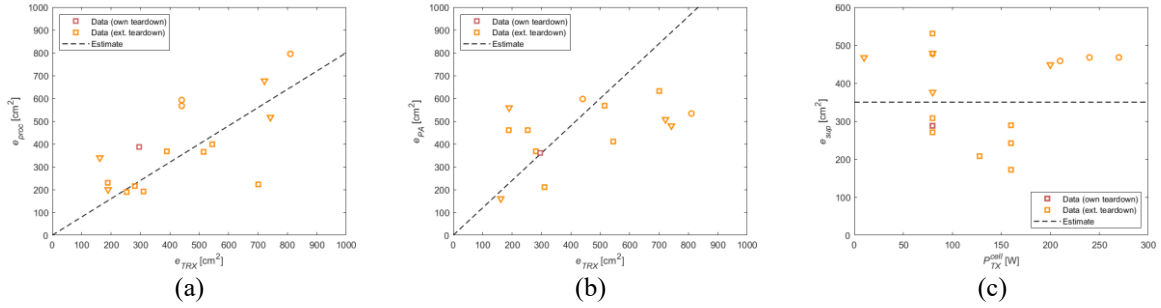 1000
900
800
700
600
500
400
300
200
100
0
e_proc [cm²]
Data (own teardown)
Data (ext. teardown)
Estimate
0 100 200 300 400 500 600 700 800 900 1000
e_TRX [cm²]
(a)
1000
900
800
700
600
500
400
300
200
100
0
e_PA [cm²]
Data (own teardown)
Data (ext. teardown)
Estimate
0 100 200 300 400 500 600 700 800 900 1000
e_TRX [cm²]
(b)
600
500
400
300
200
100
0
e_sup [cm²]
Data (own teardown)
Data (ext. teardown)
Estimate
0 50 100 150 200 250 300
P_TX^cell [W]
(c)